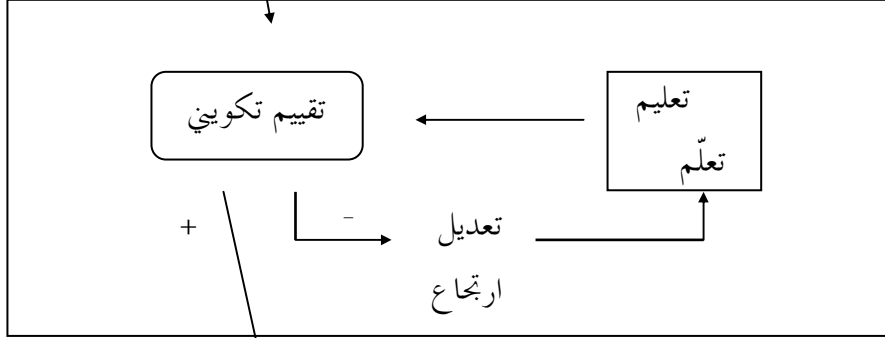 تعليم
تعلّم
تقييم تكويني
+
–
تعديل
ارتجاع